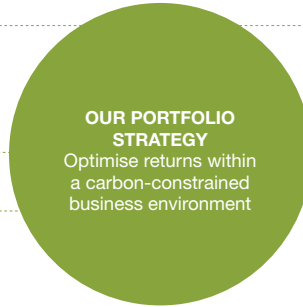 OUR PORTFOLIO
STRATEGY
Optimise returns within
a carbon-constrained
business environment